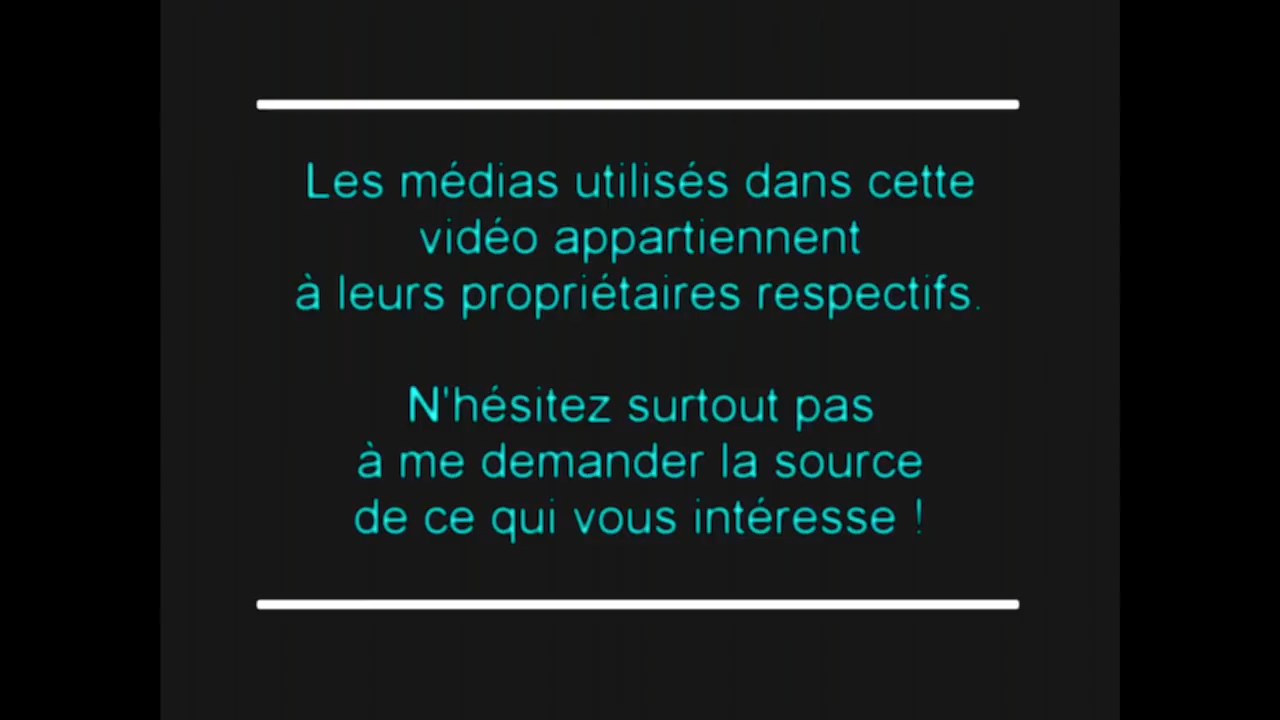 Les médias utilisés dans cette
vidéo appartiennent
à leurs propriétaires respectifs.
N'hésitez surtout pas
à me demander la source
de ce qui vous intéresse !